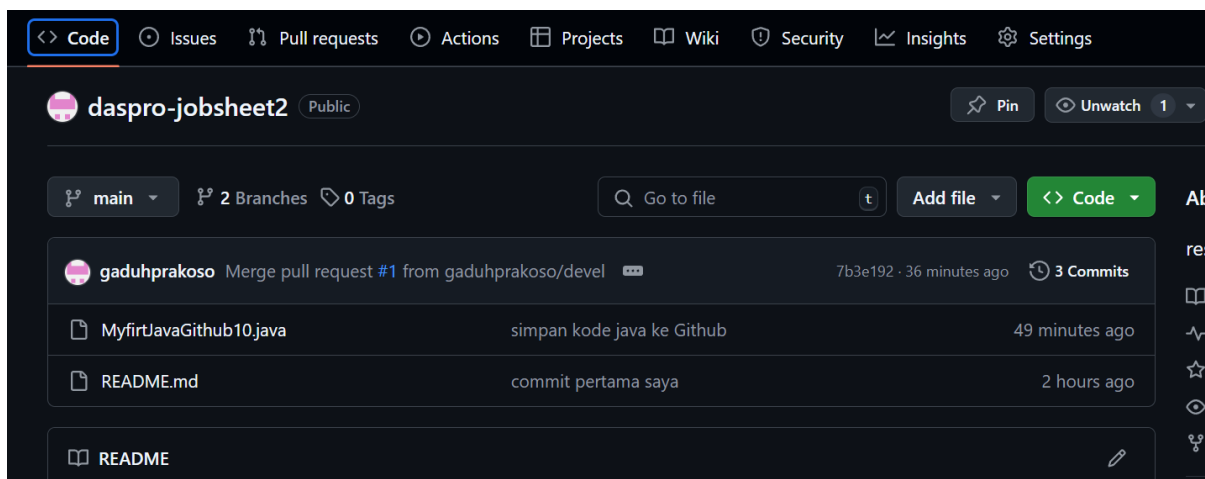 <> Code Issues Pull requests Actions Projects Wiki Security Insights Settings
daspro-jobsheet2 Public Pin Unwatch 1
main 2 Branches 0 Tags Go to file t Add file <> Code Ab
gaduhprakoso Merge pull request #1 from gaduhprakoso/devel ... 7b3e192 · 36 minutes ago 3 Commits
res
MyfirtJavaGithub10.java simpan kode java ke Github 49 minutes ago
README.md commit pertama saya 2 hours ago
README